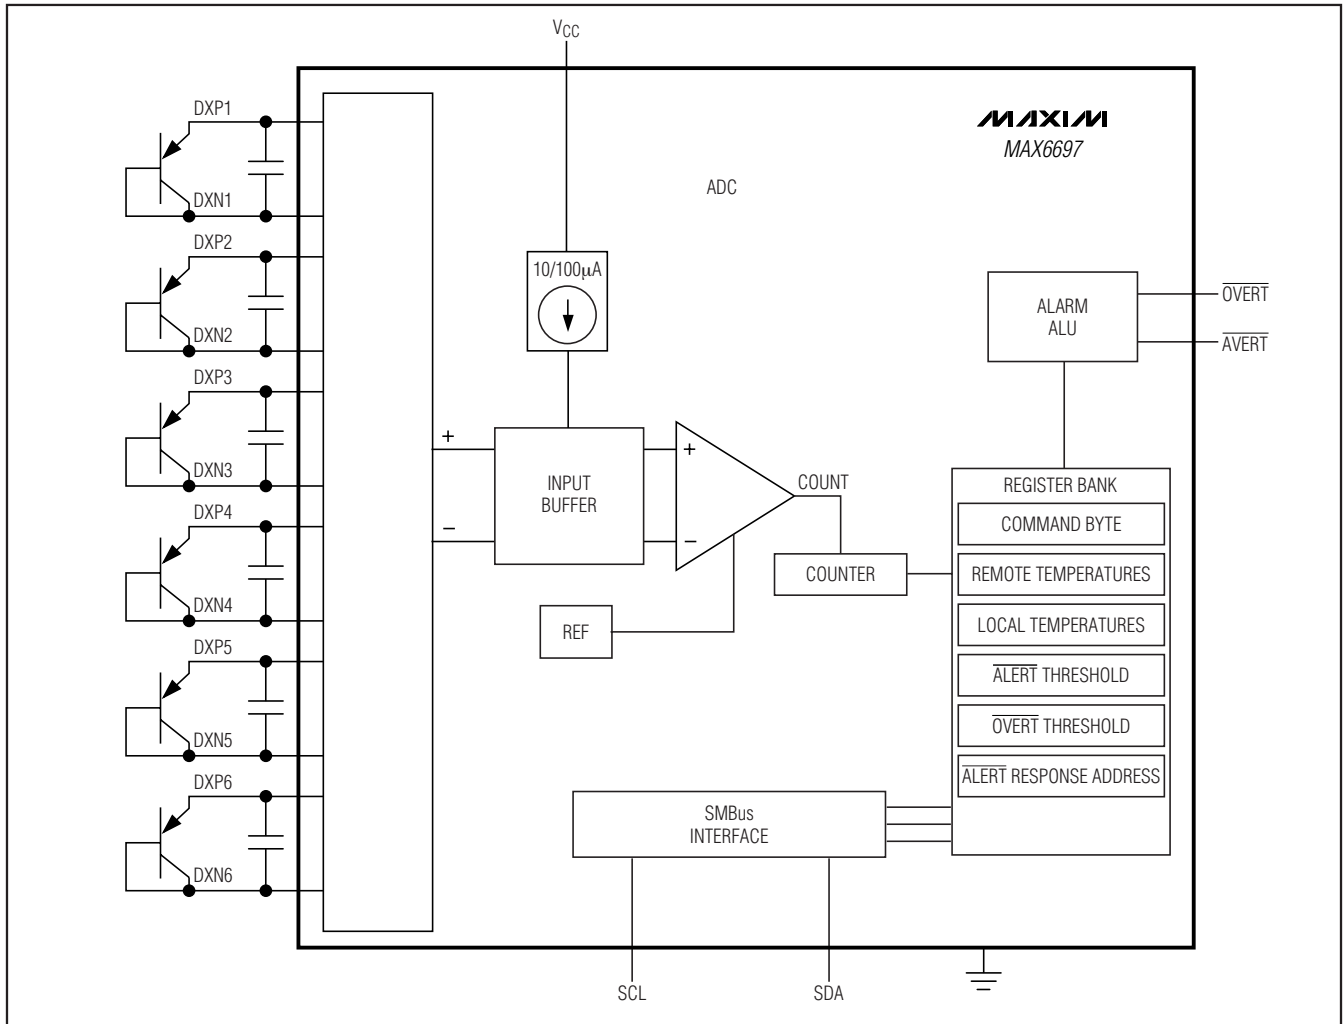 VCC
DXP1
DXN1
DXP2
DXN2
DXP3
DXN3
DXP4
DXN4
DXP5
DXN5
DXP6
DXN6
MAXIM
MAX6697
ADC
10/100µA
+
−
INPUT
BUFFER
+
−
COUNT
COUNTER
REF
ALARM
ALU
OVERT
AVERT
REGISTER BANK
COMMAND BYTE
REMOTE TEMPERATURES
LOCAL TEMPERATURES
ALERT THRESHOLD
OVERT THRESHOLD
ALERT RESPONSE ADDRESS
SMBus
INTERFACE
SCL
SDA